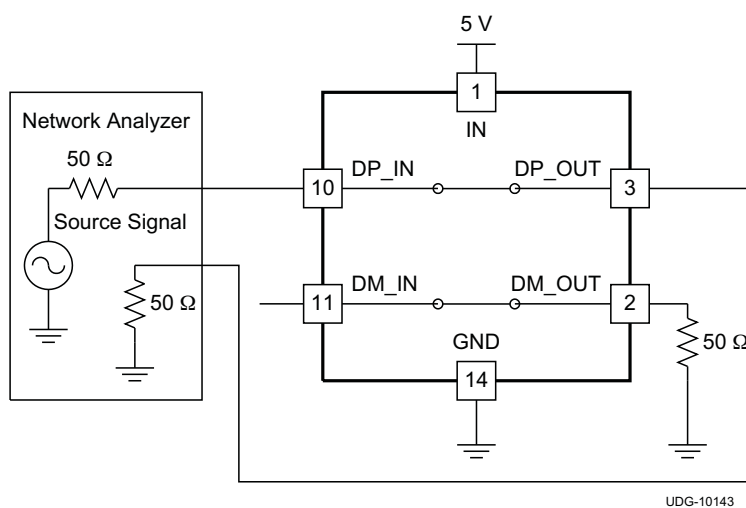 5 V
1
IN
Network Analyzer
50 Ω
Source Signal
50 Ω
10
DP_IN
DP_OUT
3
11
DM_IN
DM_OUT
2
50 Ω
GND
14
UDG-10143